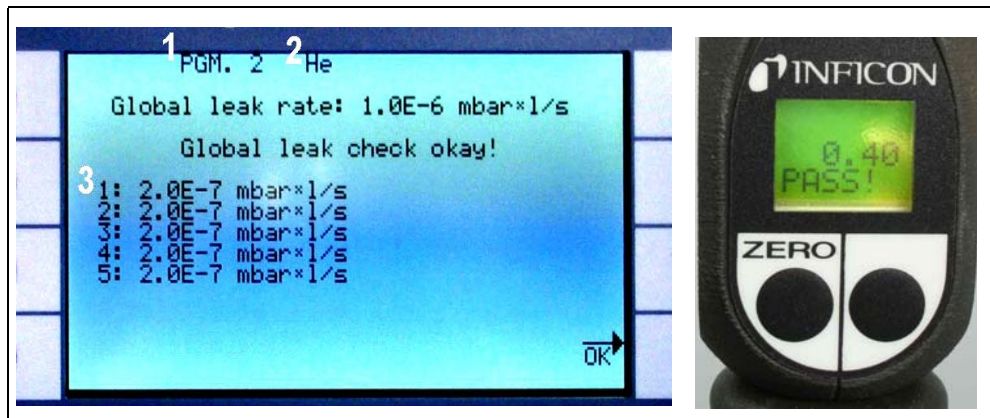 1 PGM. 2 2 He
Global leak rate: 1.0E-6 mbar×l/s
Global leak check okay!
3 1: 2.0E-7 mbar×l/s
2: 2.0E-7 mbar×l/s
3: 2.0E-7 mbar×l/s
4: 2.0E-7 mbar×l/s
5: 2.0E-7 mbar×l/s
OK
INFICON
0.40
PASS!
ZERO